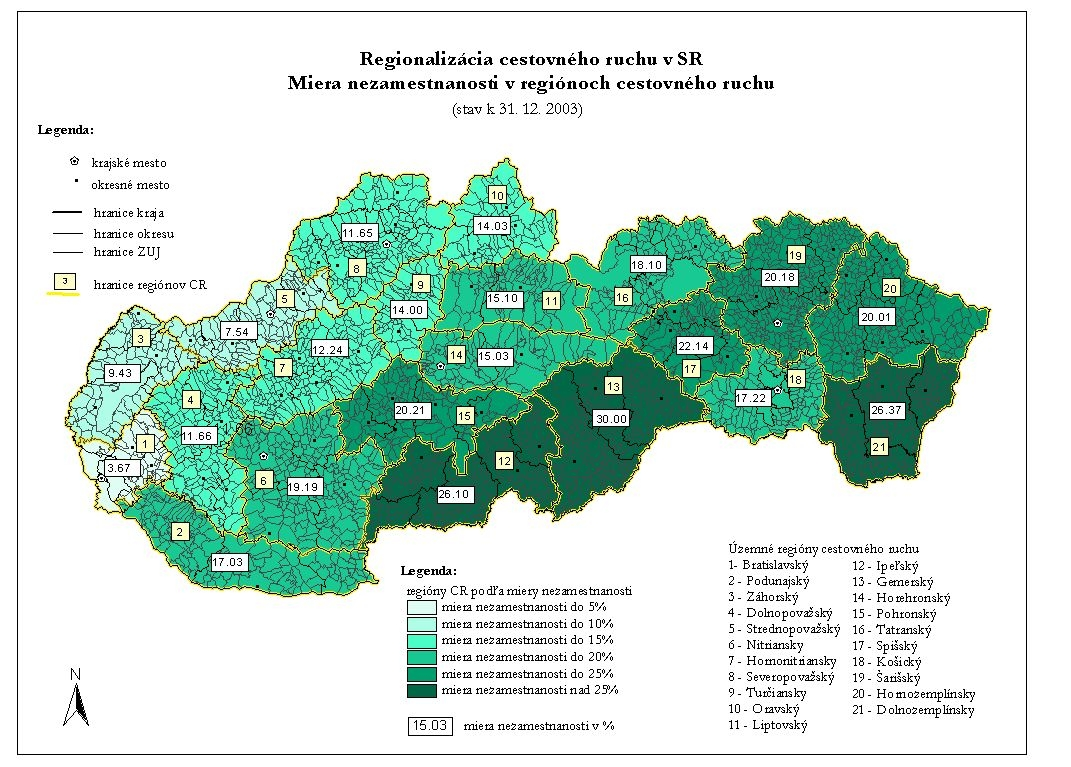 Regionalizácia cestovného ruchu v SR
Miera nezamestnanosti v regiónoch cestovného ruchu
(stav k 31. 12. 2003)
Legenda:
krajské mesto
okresné mesto
hranice kraja
hranice okresu
hranice ZUJ
3 hranice regiónov CR
10
14.03
11.65
8
9
14.00
18.10
16
19
20.18
20
20.01
15.10
11
5
7.54
3
9.43
12.24
7
14
15.03
22.14
17
18
17.22
4
11.66
20.21
15
13
30.00
26.37
21
1
3.67
6
19.19
12
26.10
2
17.03
Legenda:
regióny CR podľa miery nezamestnanosti
miera nezamestnanosti do 5%
miera nezamestnanosti do 10%
miera nezamestnanosti do 15%
miera nezamestnanosti do 20%
miera nezamestnanosti do 25%
miera nezamestnanosti nad 25%
15.03 miera nezamestnanosti v %
Územné regióny cestovného ruchu
1- Bratislavský
2 - Podunajský
3 - Záhorský
4 - Dolnopovažský
5 - Strednopovažský
6 - Nitriansky
7 - Hornonitriansky
8 - Severopovažský
9 - Turčiansky
10 - Oravský
11 - Liptovský
12 - Ipeľský
13 - Gemerský
14 - Horehronský
15 - Pohronský
16 - Tatranský
17 - Spišský
18 - Košický
19 - Šarišský
20 - Hornozemplínsky
21 - Dolnozemplínsky
N